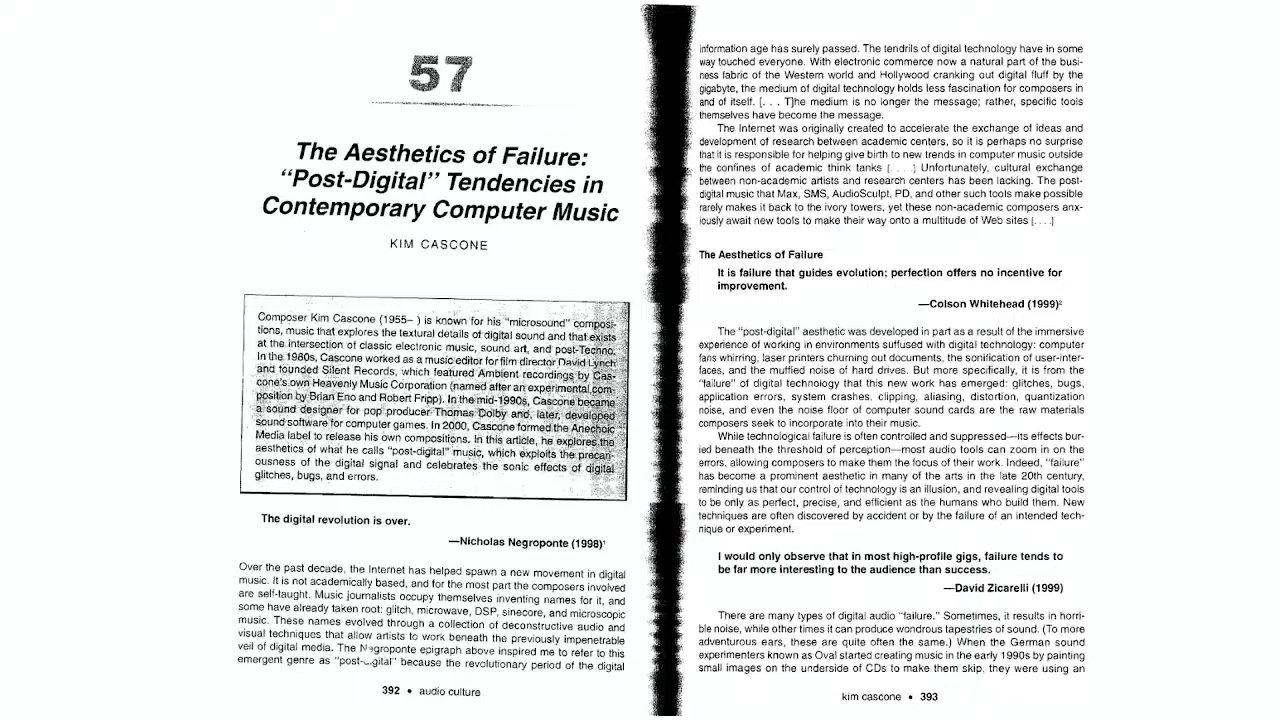 57
The Aesthetics of Failure:
“Post-Digital” Tendencies in
Contemporary Computer Music
KIM CASCONE
Composer Kim Cascone (1955– ) is known for his “microsound” composi-
tions, music that explores the textural details of digital sound and that exists
at the intersection of classic electronic music, sound art, and post-Techno.
In the 1980s, Cascone worked as a music editor for film director David Lynch
and founded Silent Records, which featured Ambient recordings by Cas-
cone's own Heavenly Music Corporation (named after an experimental com-
position by Brian Eno and Robert Fripp). In the mid-1990s, Cascone became
a sound designer for pop producer Thomas Dolby and, later, developed
sound software for computer games. In 2000, Cascone formed the Anechoic
Media label to release his own compositions. In this article, he explores the
aesthetics of what he calls “post-digital” music, which exploits the precari-
ousness of the digital signal and celebrates the sonic effects of digital
glitches, bugs, and errors.
The digital revolution is over.
—Nicholas Negroponte (1998)¹
Over the past decade, the Internet has helped spawn a new movement in digital
music. It is not academically based, and for the most part the composers involved
are self-taught. Music journalists occupy themselves inventing names for it, and
some have already taken root: glitch, microwave, DSP, sinecore, and microscopic
music. These names evolved through a collection of deconstructive audio and
visual techniques that allow artists to work beneath the previously impenetrable
veil of digital media. The Negroponte epigraph above inspired me to refer to this
emergent genre as “post-digital” because the revolutionary period of the digital
392 • audio culture
information age has surely passed. The tendrils of digital technology have in some
way touched everyone. With electronic commerce now a natural part of the busi-
ness fabric of the Western world and Hollywood cranking out digital fluff by the
gigabyte, the medium of digital technology holds less fascination for composers in
and of itself. [. . . T]he medium is no longer the message; rather, specific tools
themselves have become the message.
The Internet was originally created to accelerate the exchange of ideas and
development of research between academic centers, so it is perhaps no surprise
that it is responsible for helping give birth to new trends in computer music outside
the confines of academic think tanks [. . . .] Unfortunately, cultural exchange
between non-academic artists and research centers has been lacking. The post-
digital music that Max, SMS, AudioSculpt, PD, and other such tools make possible
rarely makes it back to the ivory towers, yet these non-academic composers anx-
iously await new tools to make their way onto a multitude of Web sites [. . . .]
The Aesthetics of Failure
It is failure that guides evolution; perfection offers no incentive for
improvement.
—Colson Whitehead (1999)²
The “post-digital” aesthetic was developed in part as a result of the immersive
experience of working in environments suffused with digital technology: computer
fans whirring, laser printers churning out documents, the sonification of user-inter-
faces, and the muffled noise of hard drives. But more specifically, it is from the
“failure” of digital technology that this new work has emerged: glitches, bugs,
application errors, system crashes, clipping, aliasing, distortion, quantization
noise, and even the noise floor of computer sound cards are the raw materials
composers seek to incorporate into their music.
While technological failure is often controlled and suppressed—its effects bur-
ied beneath the threshold of perception—most audio tools can zoom in on the
errors, allowing composers to make them the focus of their work. Indeed, “failure”
has become a prominent aesthetic in many of the arts in the late 20th century,
reminding us that our control of technology is an illusion, and revealing digital tools
to be only as perfect, precise, and efficient as the humans who build them. New
techniques are often discovered by accident or by the failure of an intended tech-
nique or experiment.
I would only observe that in most high-profile gigs, failure tends to
be far more interesting to the audience than success.
—David Zicarelli (1999)
There are many types of digital audio “failure.” Sometimes, it results in horri-
ble noise, while other times it can produce wondrous tapestries of sound. (To more
adventurous ears, these are quite often the same.) When the German sound
experimenters known as Oval started creating music in the early 1990s by painting
small images on the underside of CDs to make them skip, they were using an
kim cascone • 393